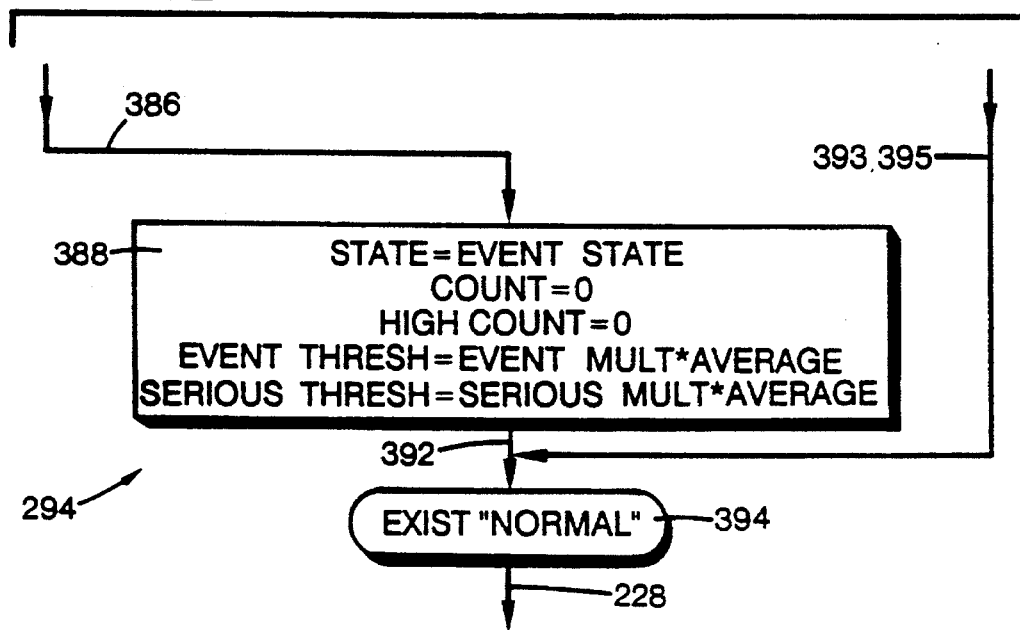 386
393,395
388
STATE=EVENT STATE
COUNT=0
HIGH COUNT=0
EVENT THRESH=EVENT MULT*AVERAGE
SERIOUS THRESH=SERIOUS MULT*AVERAGE
392
294
EXIST "NORMAL"
394
228